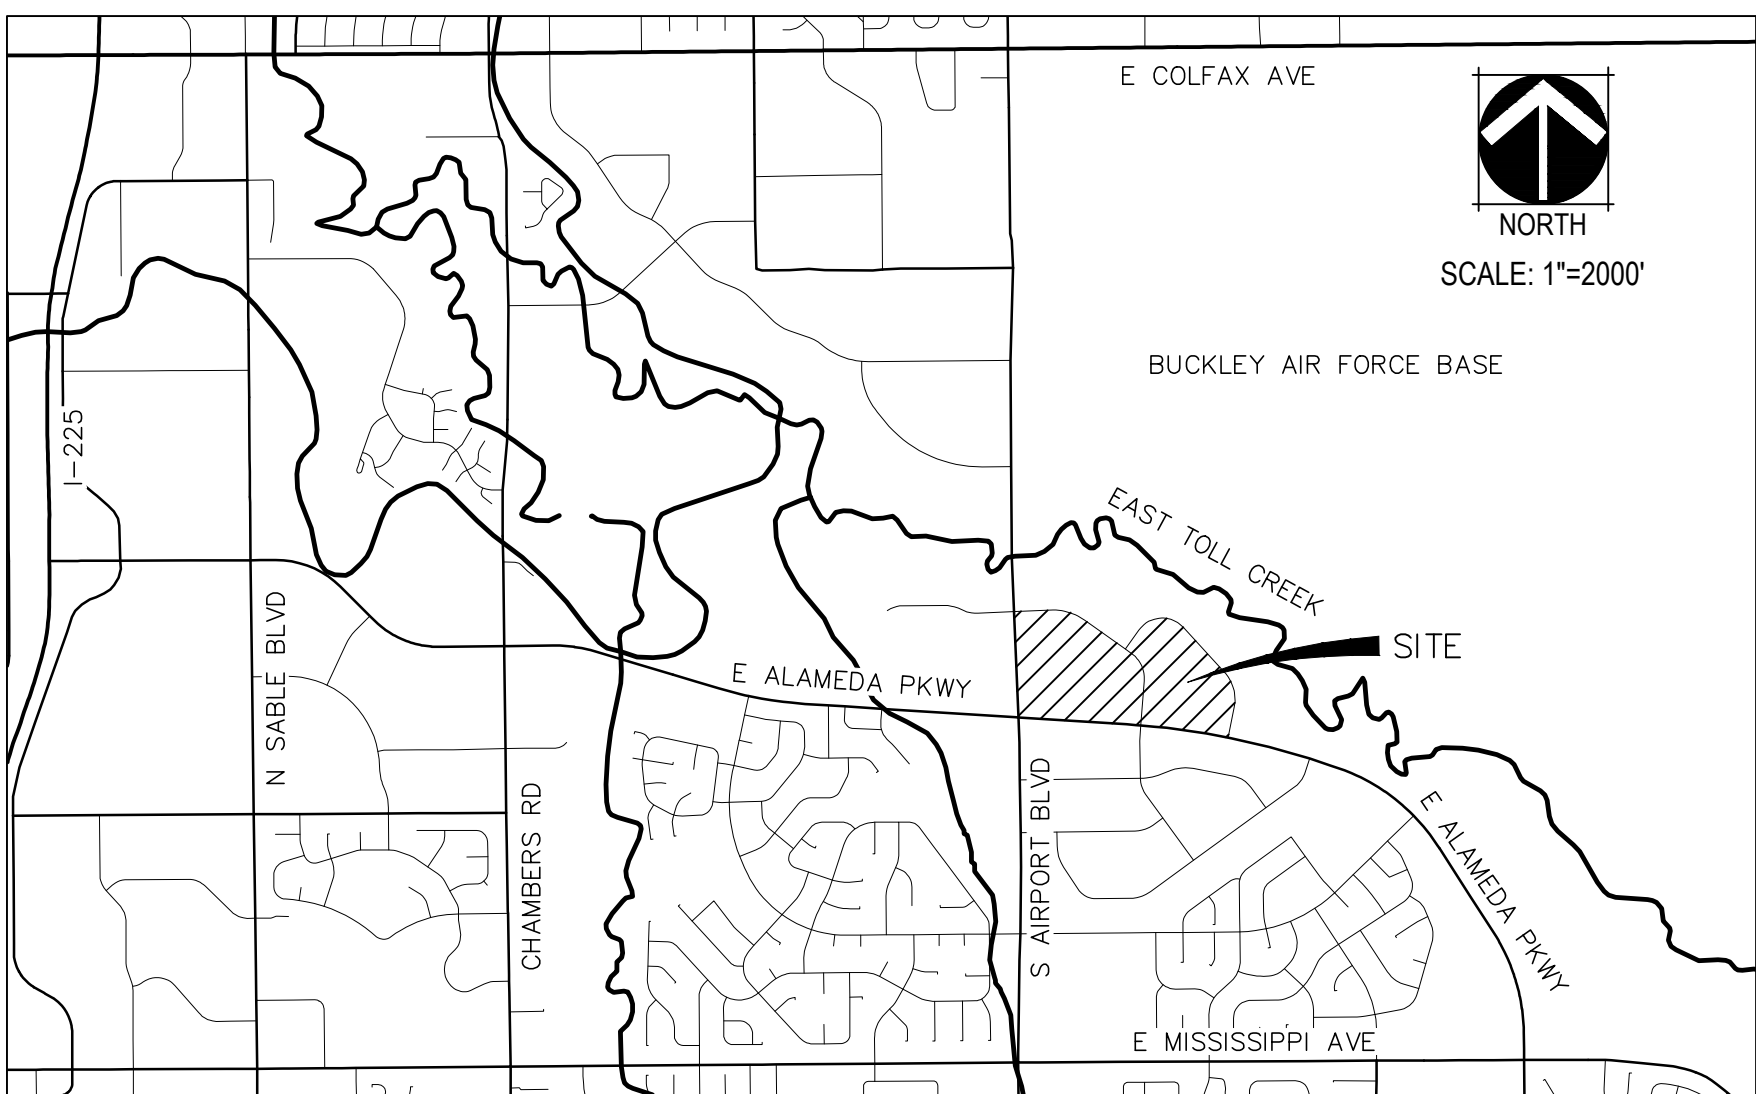 E COLFAX AVE
NORTH
SCALE: 1"=2000'
BUCKLEY AIR FORCE BASE
I-225
EAST TOLL CREEK
SITE
N SABLE BLVD
E ALAMEDA PKWY
CHAMBERS RD
S AIRPORT BLVD
E ALAMEDA PKWY
E MISSISSIPPI AVE